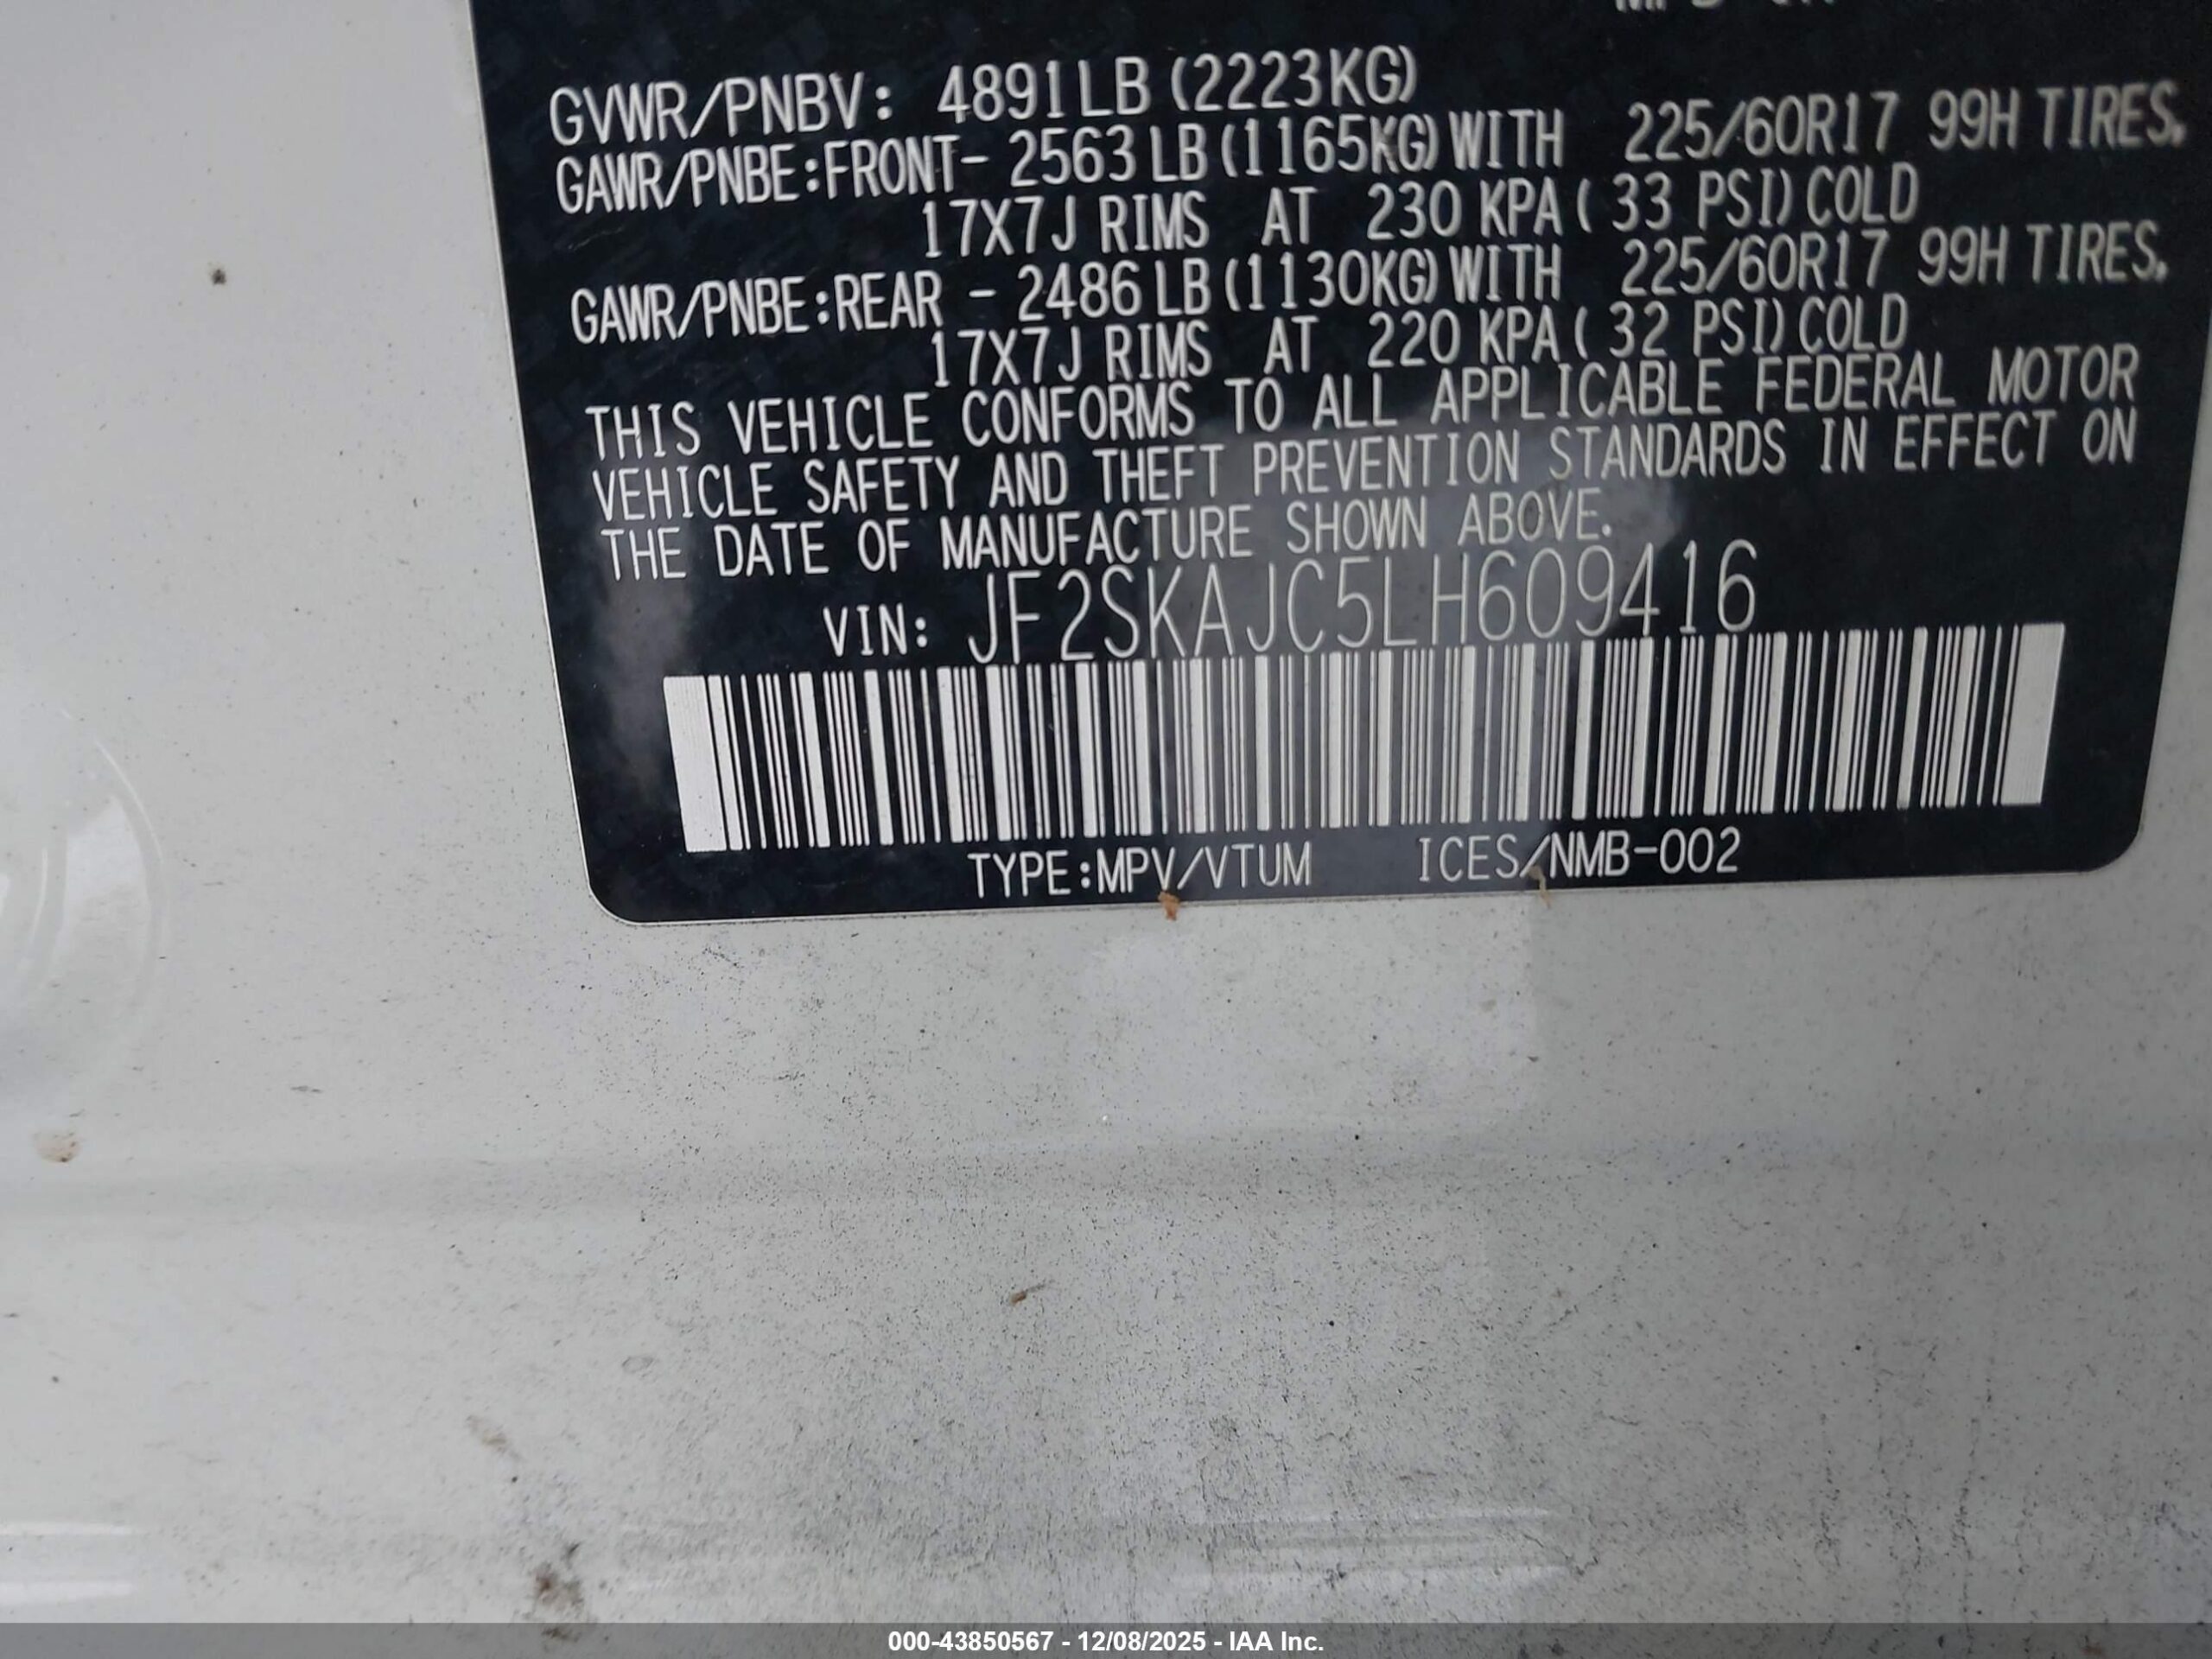 GVWR/PNBV: 4891LB (2223KG)
GAWR/PNBE:FRONT- 2563 LB (1165KG) WITH 225/60R17 99H TIRES,
17X7J RIMS AT 230 KPA ( 33 PSI) COLD
GAWR/PNBE:REAR - 2486 LB (1130KG) WITH 225/60R17 99H TIRES,
17X7J RIMS AT 220 KPA ( 32 PSI) COLD
THIS VEHICLE CONFORMS TO ALL APPLICABLE FEDERAL MOTOR
VEHICLE SAFETY AND THEFT PREVENTION STANDARDS IN EFFECT ON
THE DATE OF MANUFACTURE SHOWN ABOVE.
VIN: JF2SKAJC5LH609416
TYPE:MPV/VTUM ICES/NMB-002
000-43850567 - 12/08/2025 - IAA Inc.